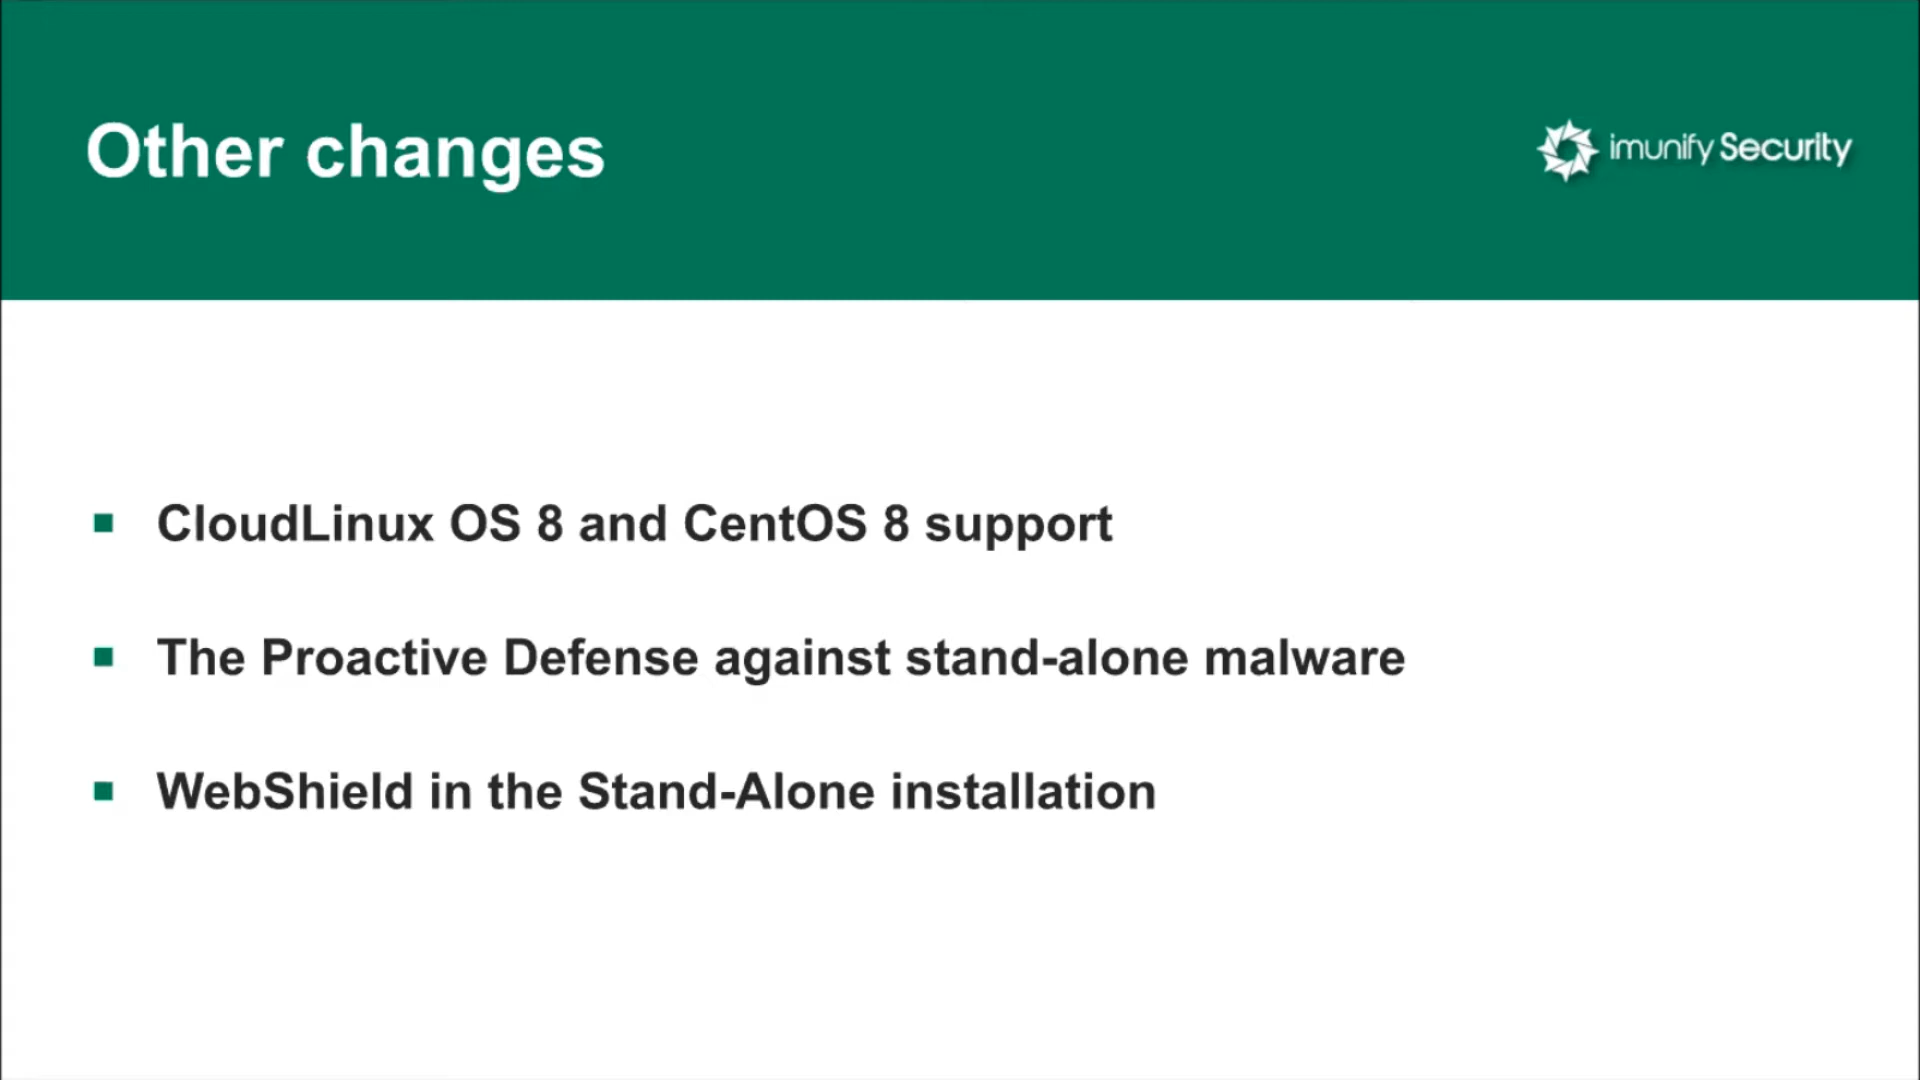 Other changes
imunify Security
CloudLinux OS 8 and CentOS 8 support
The Proactive Defense against stand-alone malware
WebShield in the Stand-Alone installation